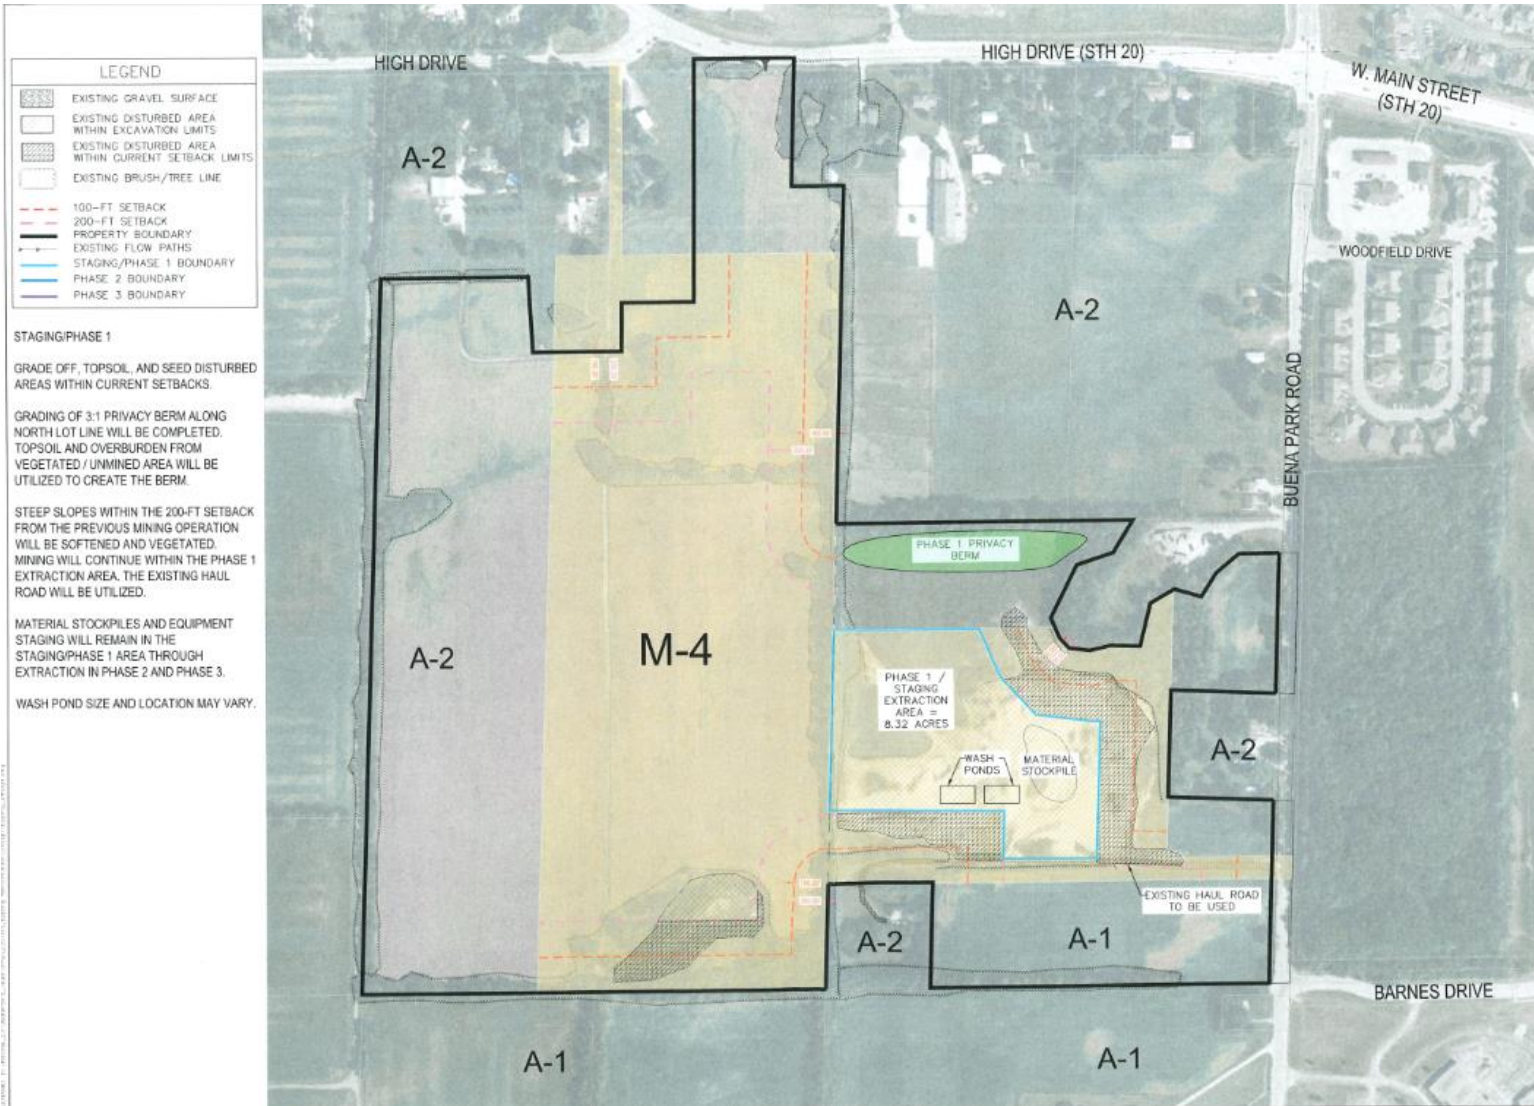 LEGEND
EXISTING GRAVEL SURFACE
EXISTING DISTURBED AREA
WITHIN EXCAVATION LIMITS
EXISTING DISTURBED AREA
WITHIN CURRENT SETBACK LIMITS
EXISTING BRUSH/TREE LINE
100-FT SETBACK
200-FT SETBACK
PROPERTY BOUNDARY
EXISTING FLOW PATHS
STAGING/PHASE 1 BOUNDARY
PHASE 2 BOUNDARY
PHASE 3 BOUNDARY
STAGING/PHASE 1
GRADE OFF, TOPSOIL, AND SEED DISTURBED
AREAS WITHIN CURRENT SETBACKS.
GRADING OF 3:1 PRIVACY BERM ALONG
NORTH LOT LINE WILL BE COMPLETED.
TOPSOIL AND OVERBURDEN FROM
VEGETATED / UNMINED AREA WILL BE
UTILIZED TO CREATE THE BERM.
STEEP SLOPES WITHIN THE 200-FT SETBACK
FROM THE PREVIOUS MINING OPERATION
WILL BE SOFTENED AND VEGETATED.
MINING WILL CONTINUE WITHIN THE PHASE 1
EXTRACTION AREA. THE EXISTING HAUL
ROAD WILL BE UTILIZED.
MATERIAL STOCKPILES AND EQUIPMENT
STAGING WILL REMAIN IN THE
STAGING/PHASE 1 AREA THROUGH
EXTRACTION IN PHASE 2 AND PHASE 3.
WASH POND SIZE AND LOCATION MAY VARY.
HIGH DRIVE
HIGH DRIVE (STH 20)
W. MAIN STREET
(STH 20)
A-2
WOODFIELD DRIVE
A-2
BUENA PARK ROAD
PHASE 1 PRIVACY
BERM
A-2
M-4
PHASE 1 /
STAGING
EXTRACTION
AREA =
8.32 ACRES
WASH
PONDS
MATERIAL
STOCKPILE
A-2
EXISTING HAUL ROAD
TO BE USED
A-2
A-1
BARNES DRIVE
A-1
A-1